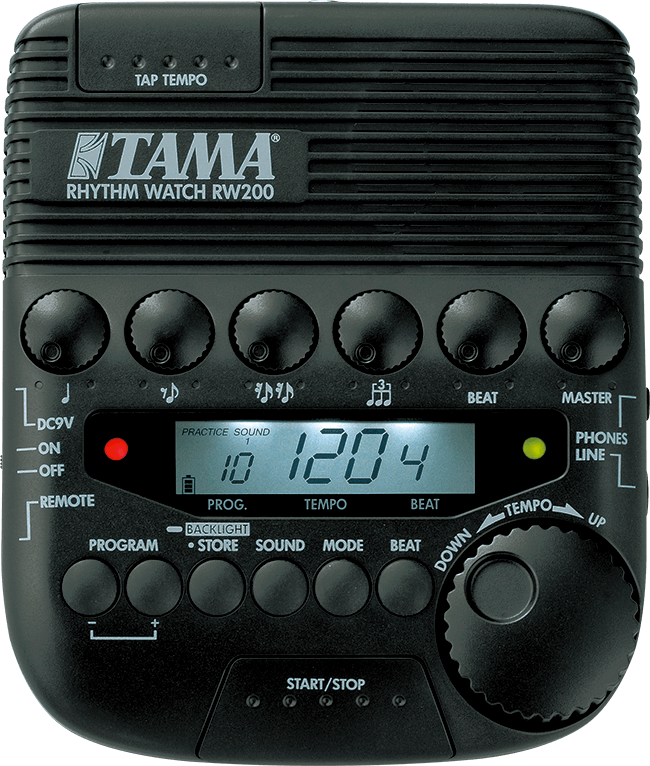 TAP TEMPO
TAMA®
RHYTHM WATCH RW200
3
BEAT
MASTER
DC9V
ON
OFF
REMOTE
PHONES
LINE
PRACTICE SOUND
1
10 120 4
PROG. TEMPO BEAT
BACKLIGHT
PROGRAM • STORE SOUND MODE BEAT
- +
DOWN TEMPO UP
START/STOP